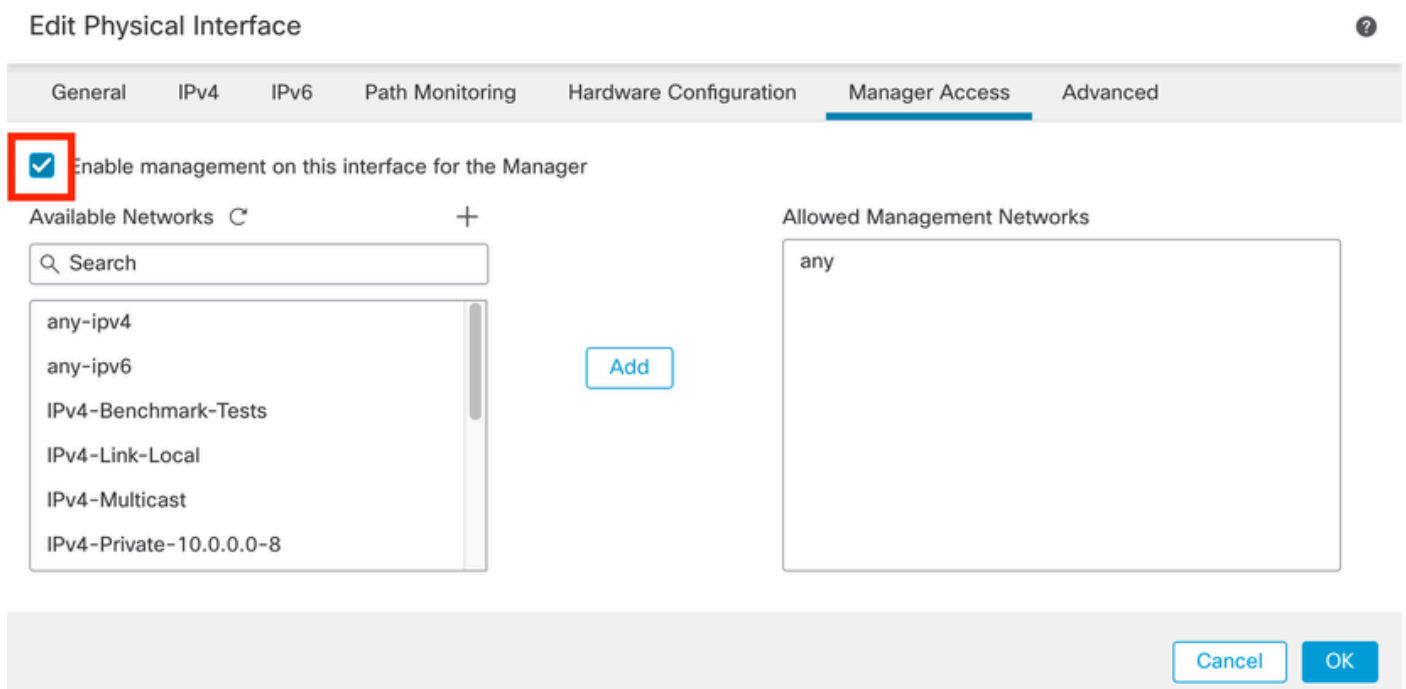 Edit Physical Interface
General IPv4 IPv6 Path Monitoring Hardware Configuration Manager Access Advanced
Enable management on this interface for the Manager
Available Networks
Search
any-ipv4
any-ipv6
IPv4-Benchmark-Tests
IPv4-Link-Local
IPv4-Multicast
IPv4-Private-10.0.0.0-8
Add
Allowed Management Networks
any
Cancel OK